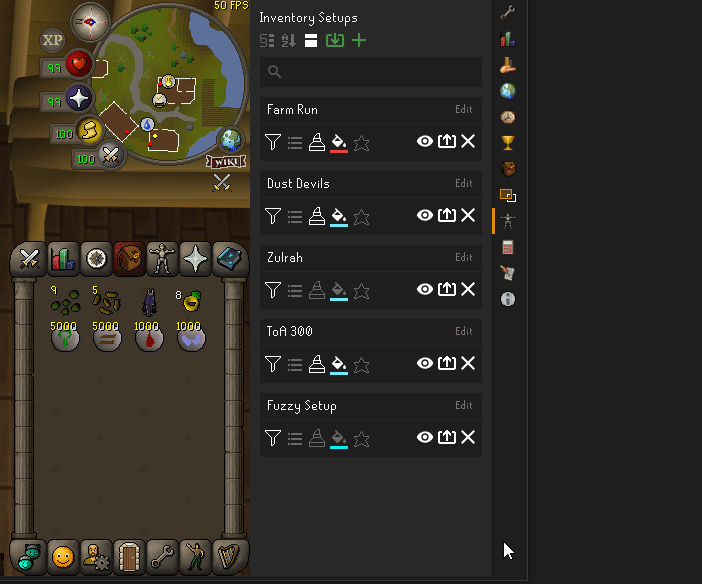 50 FPS
XP
99
99
100
100
WIKI
9
5
8
5000
5000
1000
1000
Inventory Setups
Farm Run
Edit
Dust Devils
Edit
Zulrah
Edit
ToA 300
Edit
Fuzzy Setup
Edit